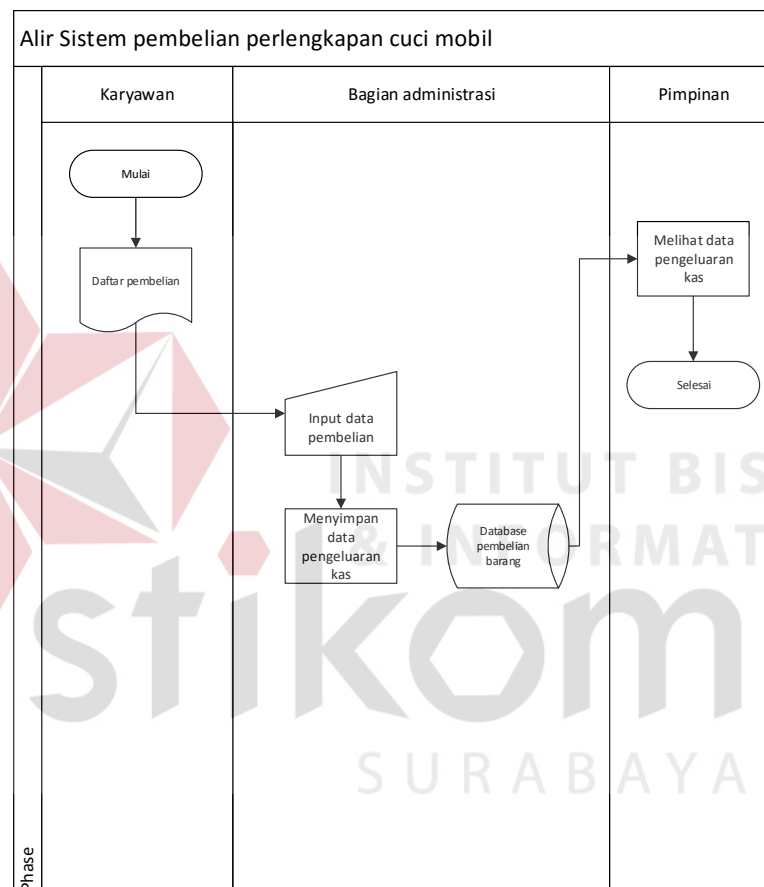 Alir Sistem pembelian perlengkapan cuci mobil
Karyawan
Bagian administrasi
Pimpinan
Mulai
Daftar pembelian
Input data
pembelian
Menyimpan
data
pengeluaran
kas
Database
pembelian
barang
Melihat data
pengeluaran
kas
Selesai
Phase
INSTITUT BIS
& INFORMAT
stikom
SURABAYA